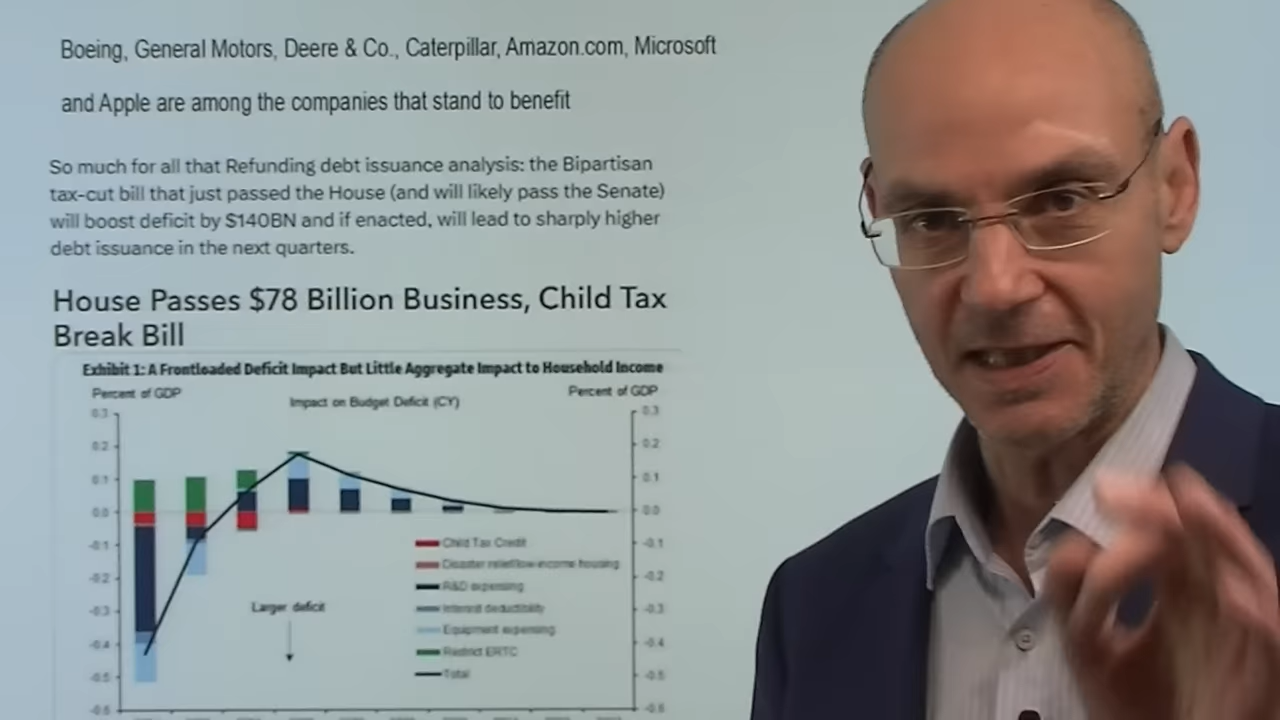 Boeing, General Motors, Deere & Co., Caterpillar, Amazon.com, Microsoft
and Apple are among the companies that stand to benefit
So much for all that Refunding debt issuance analysis: the Bipartisan
tax-cut bill that just passed the House (and will likely pass the Senate)
will boost deficit by $140BN and if enacted, will lead to sharply higher
debt issuance in the next quarters.
House Passes $78 Billion Business, Child Tax
Break Bill
Exhibit 1: A Frontloaded Deficit Impact But Little Aggregate Impact to Household Income
Percent of GDP
Percent of GDP
Impact on Budget Deficit (CY)
0.3 0.3
0.2 0.2
0.1 0.1
0.0 0.0
-0.1 -0.1
-0.2 -0.2
-0.3 -0.3
-0.4 -0.4
-0.5 -0.5
-0.6 -0.6
Child Tax Credit
Disaster relief/low-income housing
R&D expensing
Interest deductibility
Equipment expensing
Restrict ERTC
Total
Larger deficit